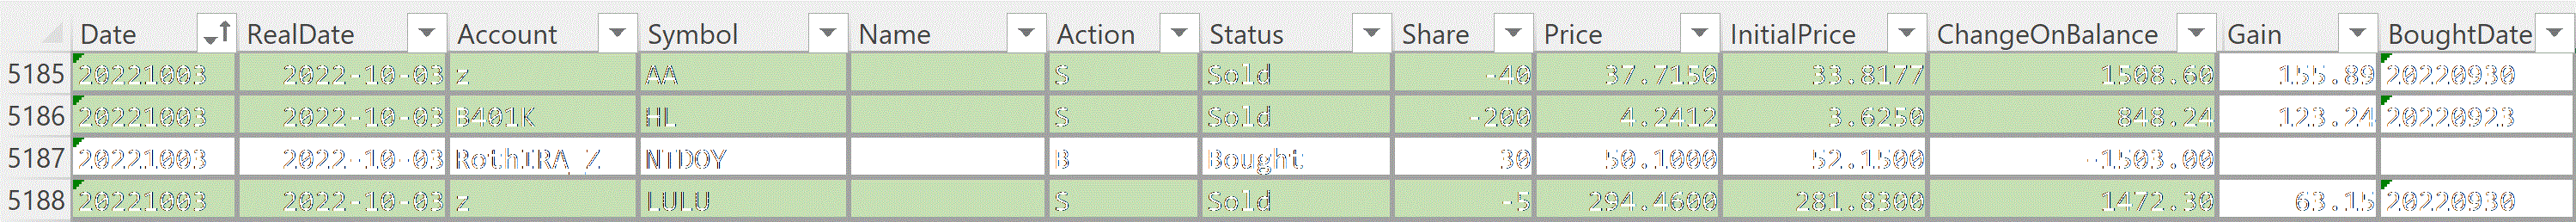 Date RealDate Account Symbol Name Action Status Share Price InitialPrice ChangeOnBalance Gain BoughtDate
5185 20221003 2022-10-03 z AA S Sold -40 37.7150 33.8177 1508.60 155.89 20220930
5186 20221003 2022-10-03 B401K HL S Sold -200 4.2412 3.6250 848.24 123.24 20220923
5187 20221003 2022-10-03 RothIRA_Z NTDOY B Bought 30 50.1000 52.1500 -1503.00
5188 20221003 2022-10-03 z LULU S Sold -5 294.4600 281.8300 1472.30 63.15 20220930